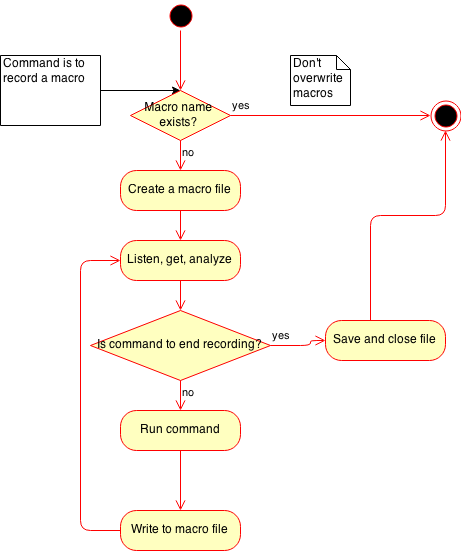 Command is to
record a macro
Don't
overwrite
macros
Macro name
exists?
yes
no
Create a macro file
Listen, get, analyze
Is command to end recording?
yes
Save and close file
no
Run command
Write to macro file